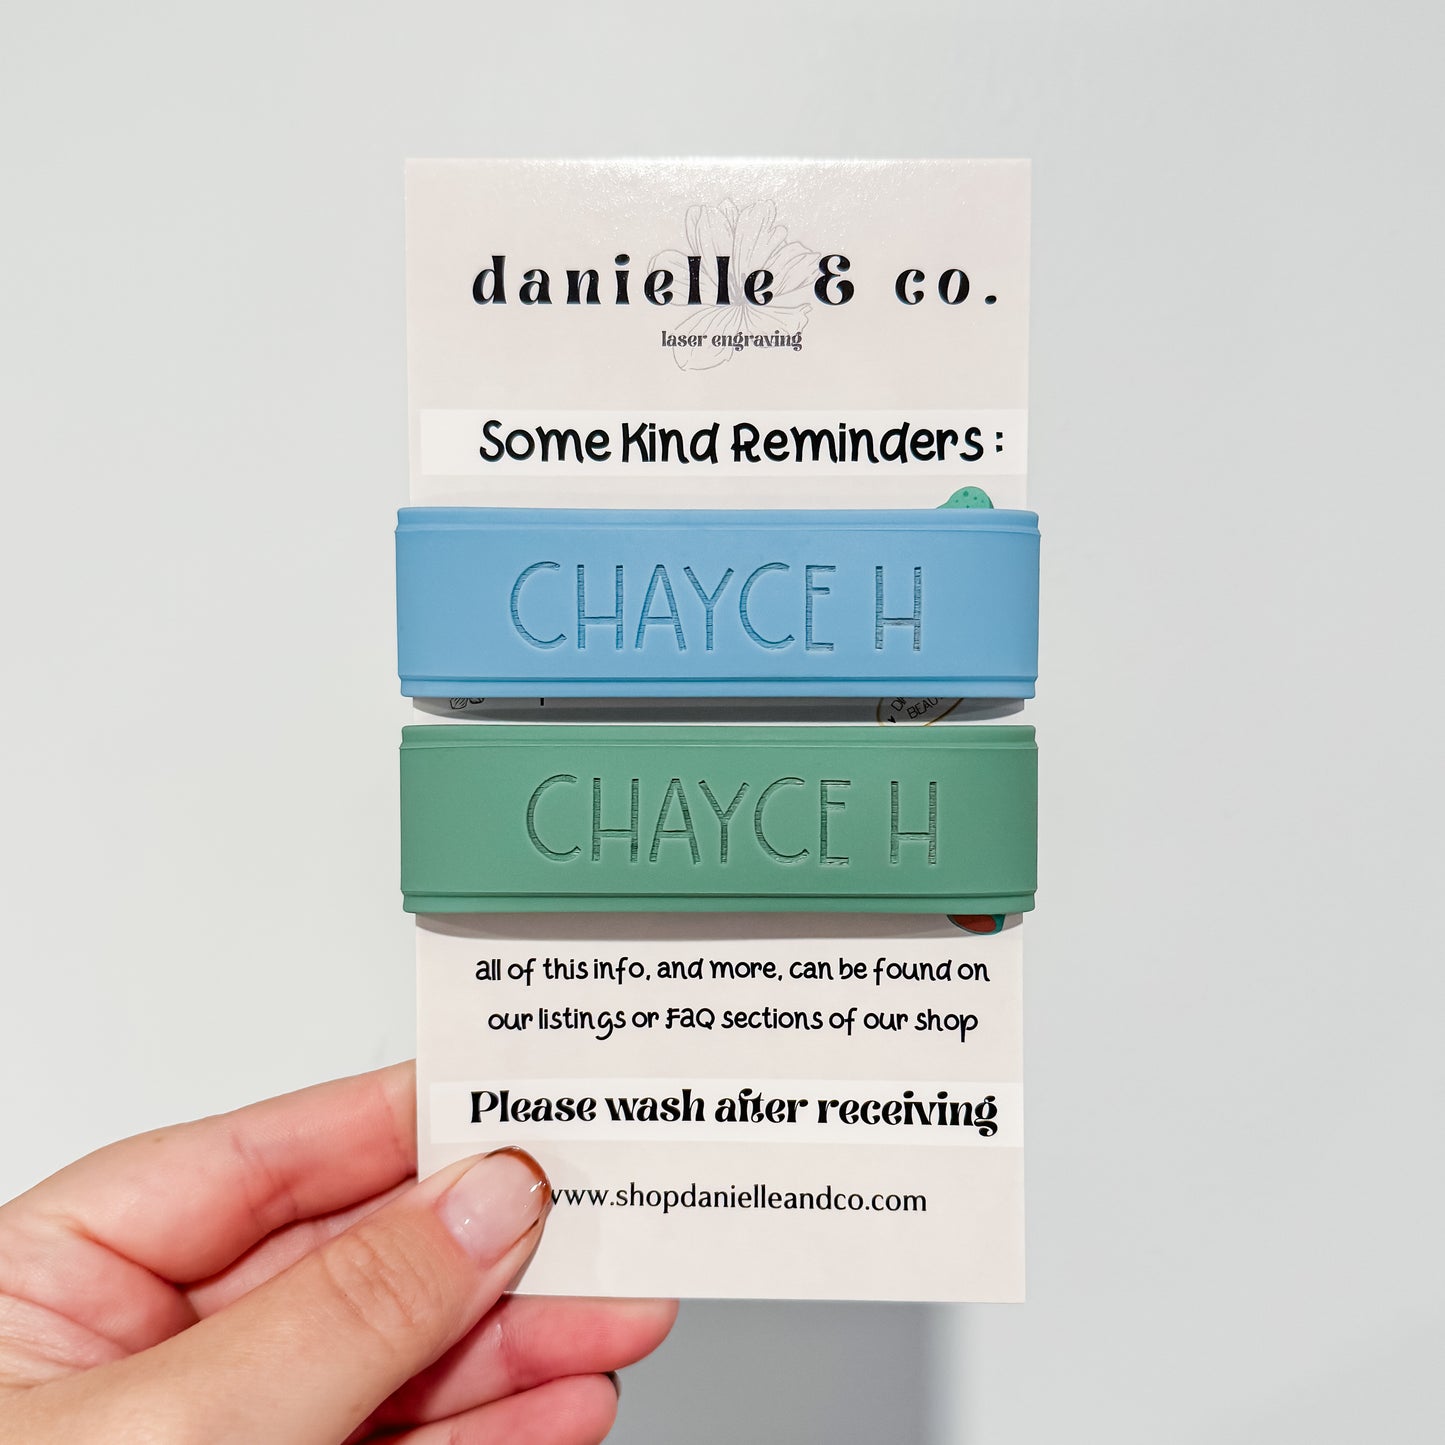 danielle & co.
laser engraving
Some Kind Reminders:
CHAYCE H
CHAYCE H
all of this info, and more, can be found on
our listings or FAQ sections of our shop
Please wash after receiving
www.shopdanielleandco.com